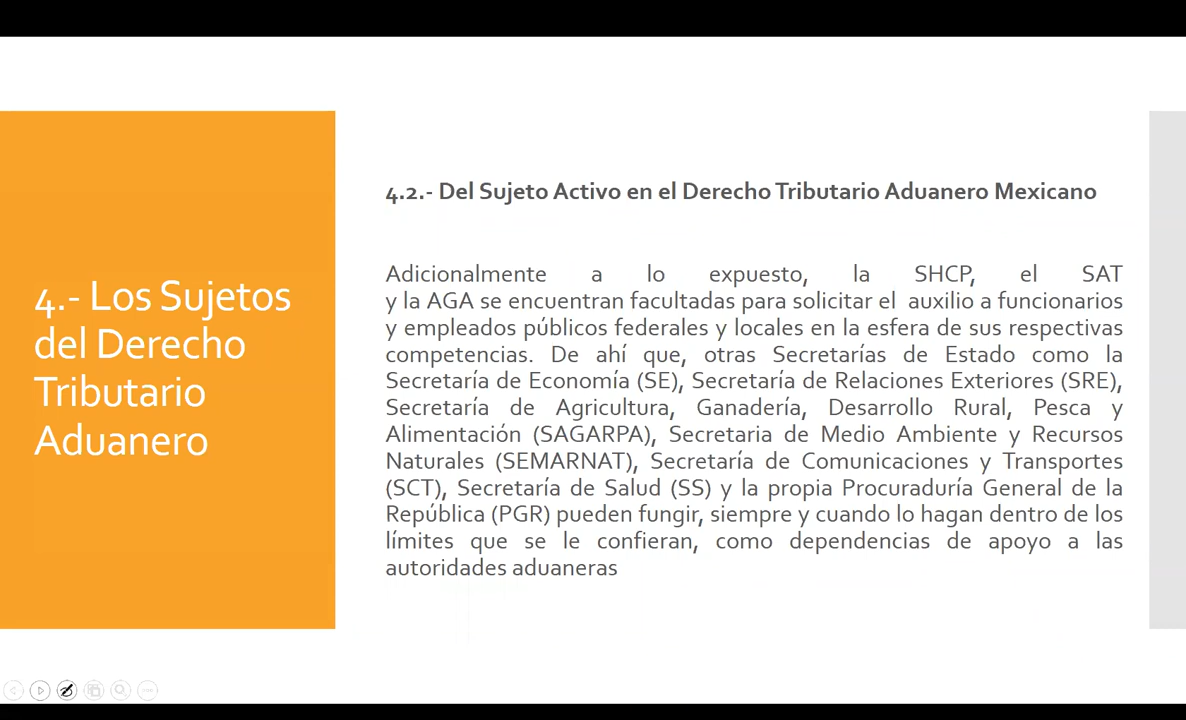 4.- Los Sujetos
del Derecho
Tributario
Aduanero
4.2.- Del Sujeto Activo en el Derecho Tributario Aduanero Mexicano
Adicionalmente a lo expuesto, la SHCP, el SAT
y la AGA se encuentran facultadas para solicitar el auxilio a funcionarios
y empleados públicos federales y locales en la esfera de sus respectivas
competencias. De ahí que, otras Secretarías de Estado como la
Secretaría de Economía (SE), Secretaría de Relaciones Exteriores (SRE),
Secretaría de Agricultura, Ganadería, Desarrollo Rural, Pesca y
Alimentación (SAGARPA), Secretaria de Medio Ambiente y Recursos
Naturales (SEMARNAT), Secretaría de Comunicaciones y Transportes
(SCT), Secretaría de Salud (SS) y la propia Procuraduría General de la
República (PGR) pueden fungir, siempre y cuando lo hagan dentro de los
límites que se le confieran, como dependencias de apoyo a las
autoridades aduaneras